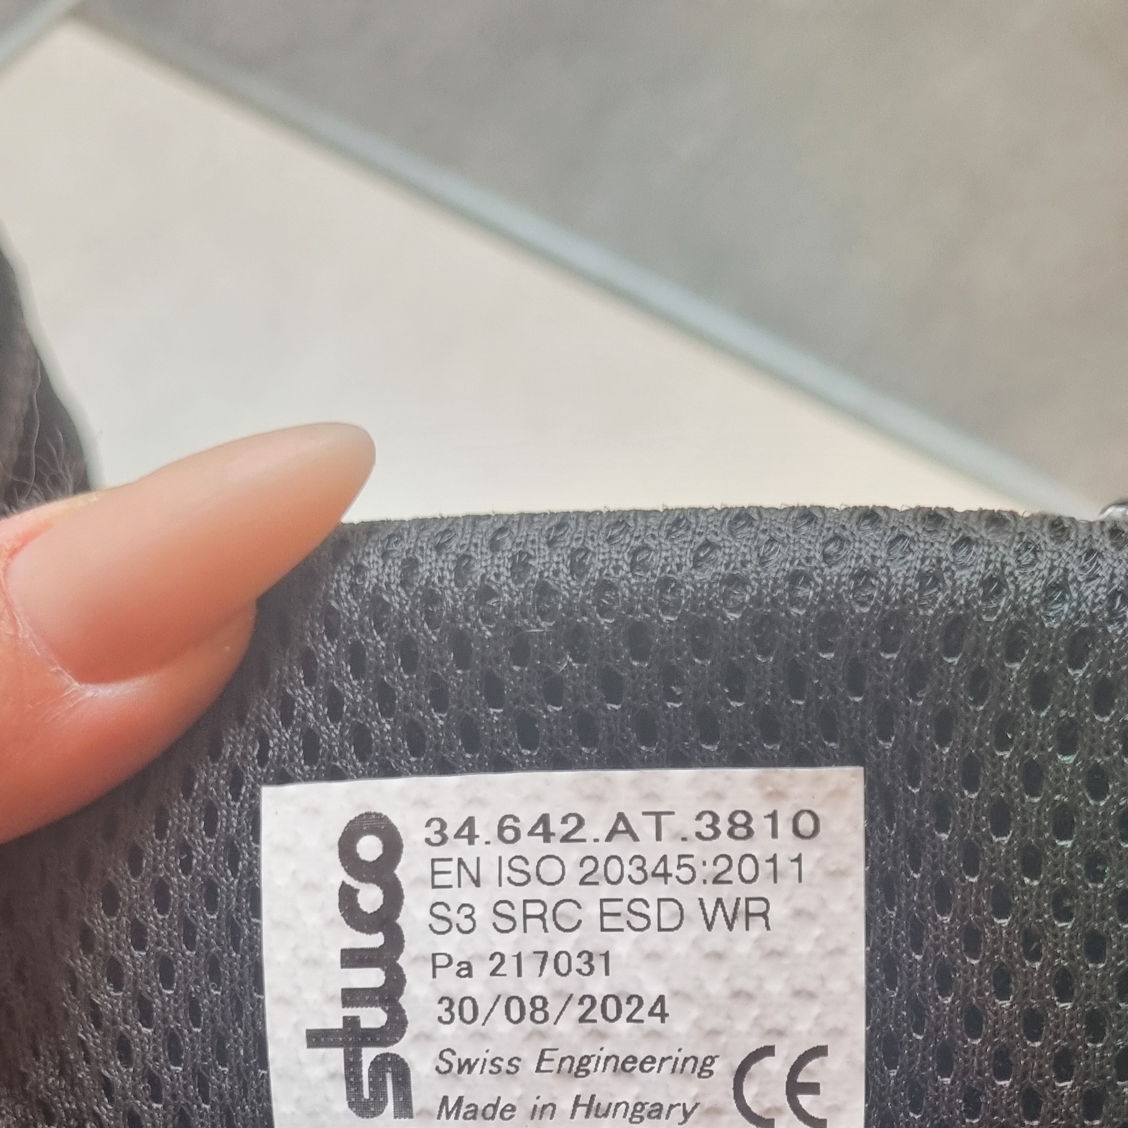 stuco
34.642.AT.3810
EN ISO 20345:2011
S3 SRC ESD WR
Pa 217031
30/08/2024
Swiss Engineering
Made in Hungary
CE